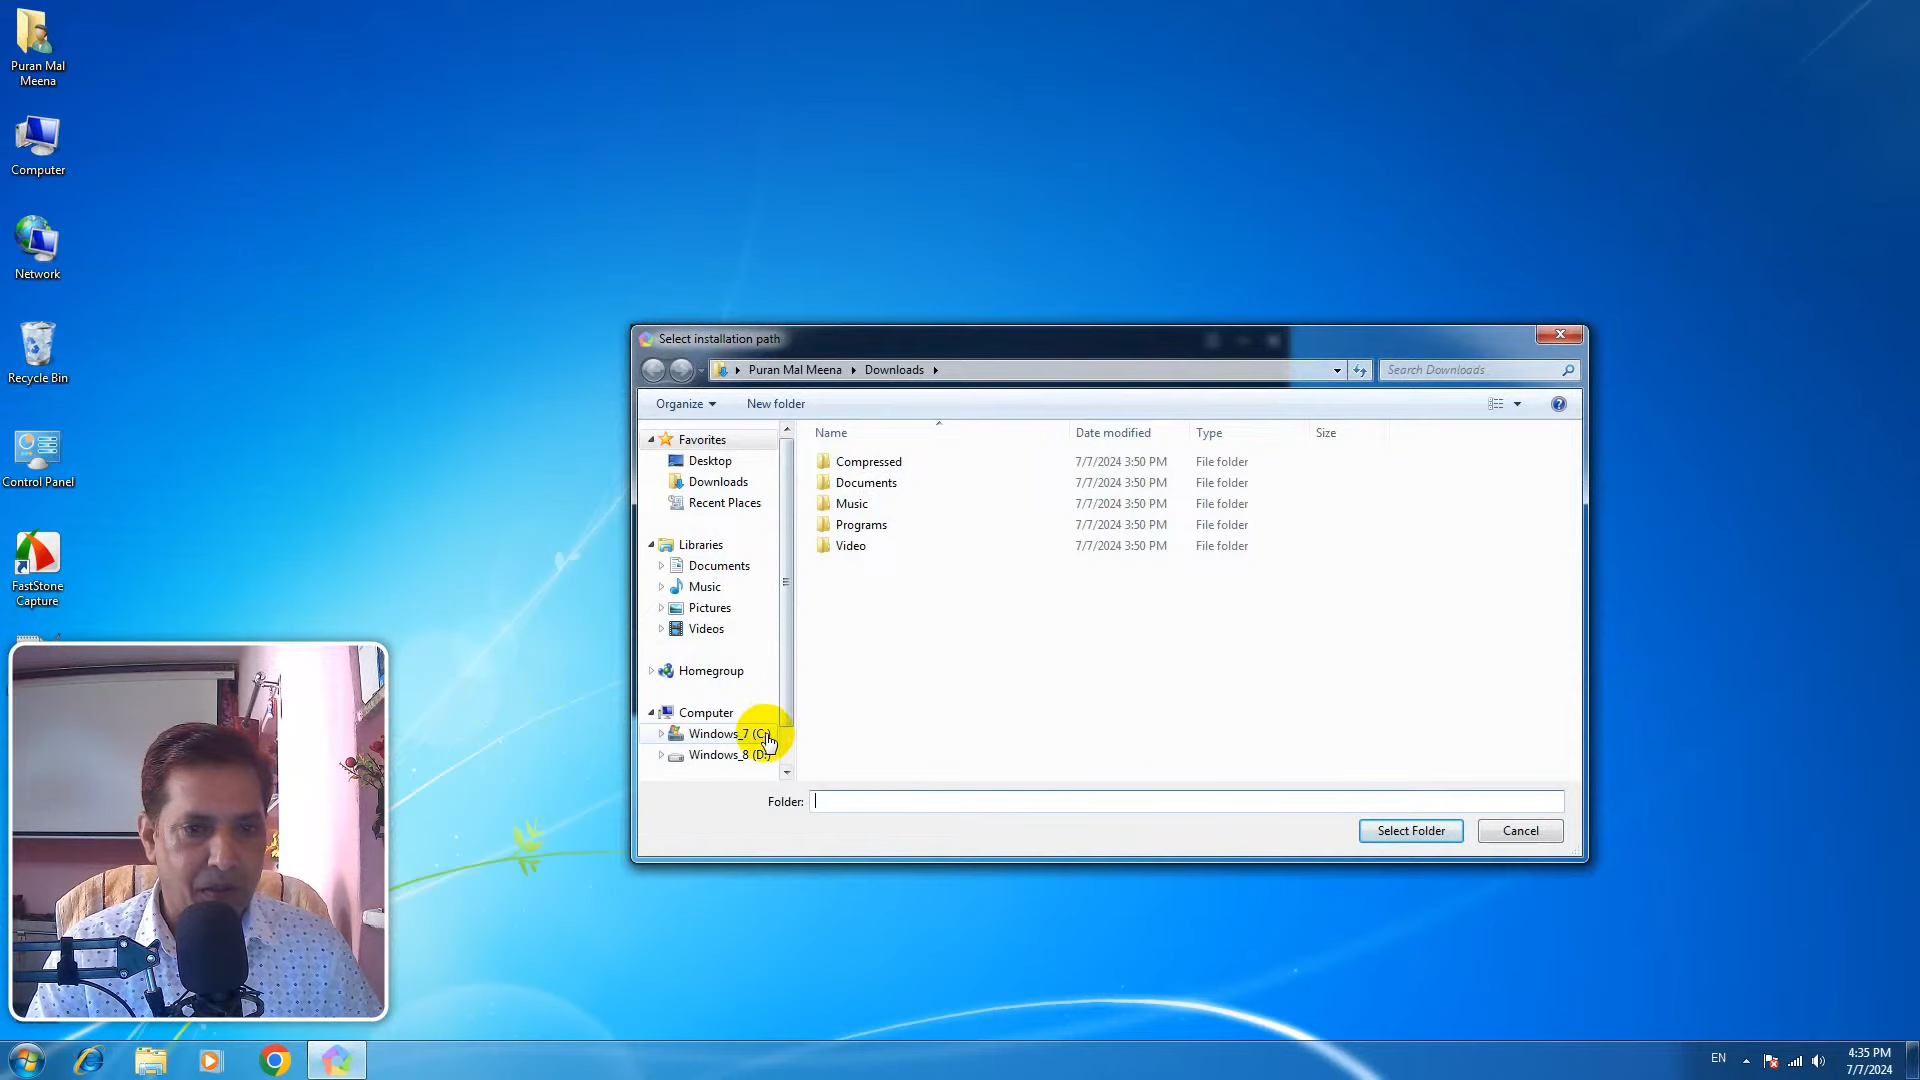 Puran Mal
Meena
Computer
Network
Recycle Bin
Control Panel
FastStone
Capture
Select installation path
Puran Mal Meena
Downloads
Search Downloads
Organize
New folder
Name
Date modified
Type
Size
Favorites
Desktop
Downloads
Recent Places
Libraries
Documents
Music
Pictures
Videos
Homegroup
Computer
Windows_7 (C:)
Windows_8 (D:)
Compressed 7/7/2024 3:50 PM File folder
Documents 7/7/2024 3:50 PM File folder
Music 7/7/2024 3:50 PM File folder
Programs 7/7/2024 3:50 PM File folder
Video 7/7/2024 3:50 PM File folder
Folder:
Select Folder
Cancel
EN
4:35 PM
7/7/2024